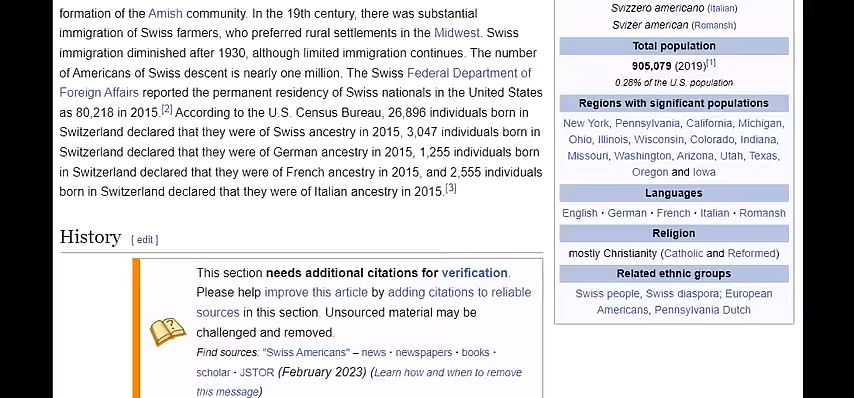 formation of the Amish community. In the 19th century, there was substantial
immigration of Swiss farmers, who preferred rural settlements in the Midwest. Swiss
immigration diminished after 1930, although limited immigration continues. The number
of Americans of Swiss descent is nearly one million. The Swiss Federal Department of
Foreign Affairs reported the permanent residency of Swiss nationals in the United States
as 80,218 in 2015.[2] According to the U.S. Census Bureau, 26,896 individuals born in
Switzerland declared that they were of Swiss ancestry in 2015, 3,047 individuals born in
Switzerland declared that they were of German ancestry in 2015, 1,255 individuals born
in Switzerland declared that they were of French ancestry in 2015, and 2,555 individuals
born in Switzerland declared that they were of Italian ancestry in 2015.[3]
History [ edit ]
This section needs additional citations for verification.
Please help improve this article by adding citations to reliable
sources in this section. Unsourced material may be
challenged and removed.
Find sources: "Swiss Americans" – news · newspapers · books ·
scholar · JSTOR (February 2023) (Learn how and when to remove
this message)
Svizzero americano (Italian)
Svizer american (Romansh)
Total population
905,079 (2019)[1]
0.28% of the U.S. population
Regions with significant populations
New York, Pennsylvania, California, Michigan,
Ohio, Illinois, Wisconsin, Colorado, Indiana,
Missouri, Washington, Arizona, Utah, Texas,
Oregon and Iowa
Languages
English · German · French · Italian · Romansh
Religion
mostly Christianity (Catholic and Reformed)
Related ethnic groups
Swiss people, Swiss diaspora; European
Americans, Pennsylvania Dutch